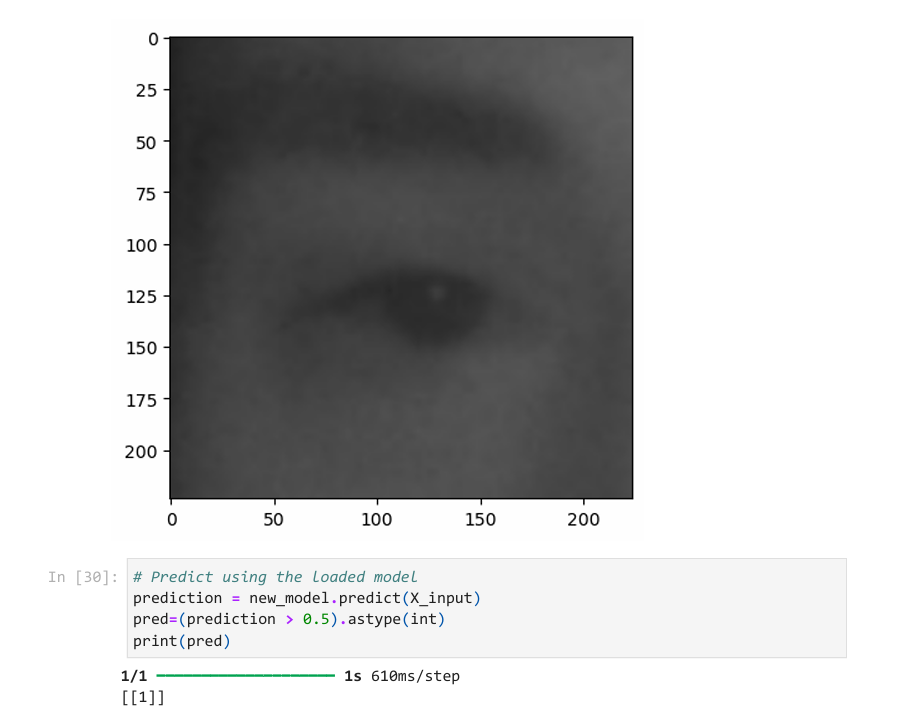 0
25
50
75
100
125
150
175
200
0 50 100 150 200
In [30]: # Predict using the loaded model
prediction = new_model.predict(X_input)
pred=(prediction > 0.5).astype(int)
print(pred)
1/1 ━━━━━━━━━━━━━━━━━━━━ 1s 610ms/step
[[1]]